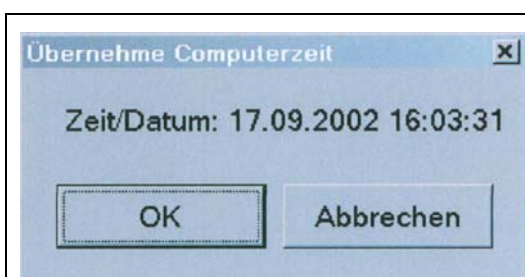 Übernehme Computerzeit
Zeit/Datum: 17.09.2002 16:03:31
OK
Abbrechen